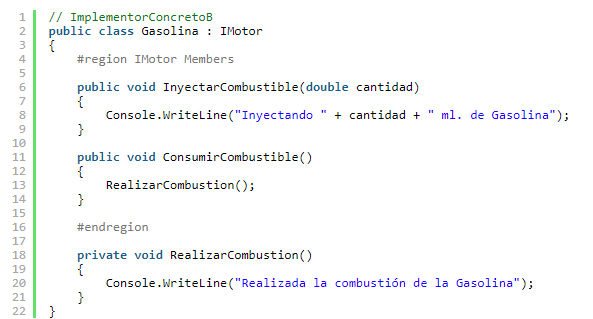 1 // ImplementorConcretoB
2 public class Gasolina : IMotor
3 {
4     #region IMotor Members
5
6     public void InyectarCombustible(double cantidad)
7     {
8         Console.WriteLine("Inyectando " + cantidad + " ml. de Gasolina");
9     }
10
11     public void ConsumirCombustible()
12     {
13         RealizarCombustion();
14     }
15
16     #endregion
17
18     private void RealizarCombustion()
19     {
20         Console.WriteLine("Realizada la combustión de la Gasolina");
21     }
22 }